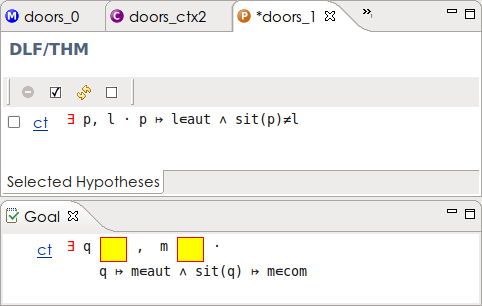 M doors_0 C doors_ctx2 P *doors_1 »₁
DLF/THM
ct ∃ p, l · p ↦ l∈aut ∧ sit(p)≠l
Selected Hypotheses
Goal
ct ∃ q , m ·
q ↦ m∈aut ∧ sit(q) ↦ m∈com